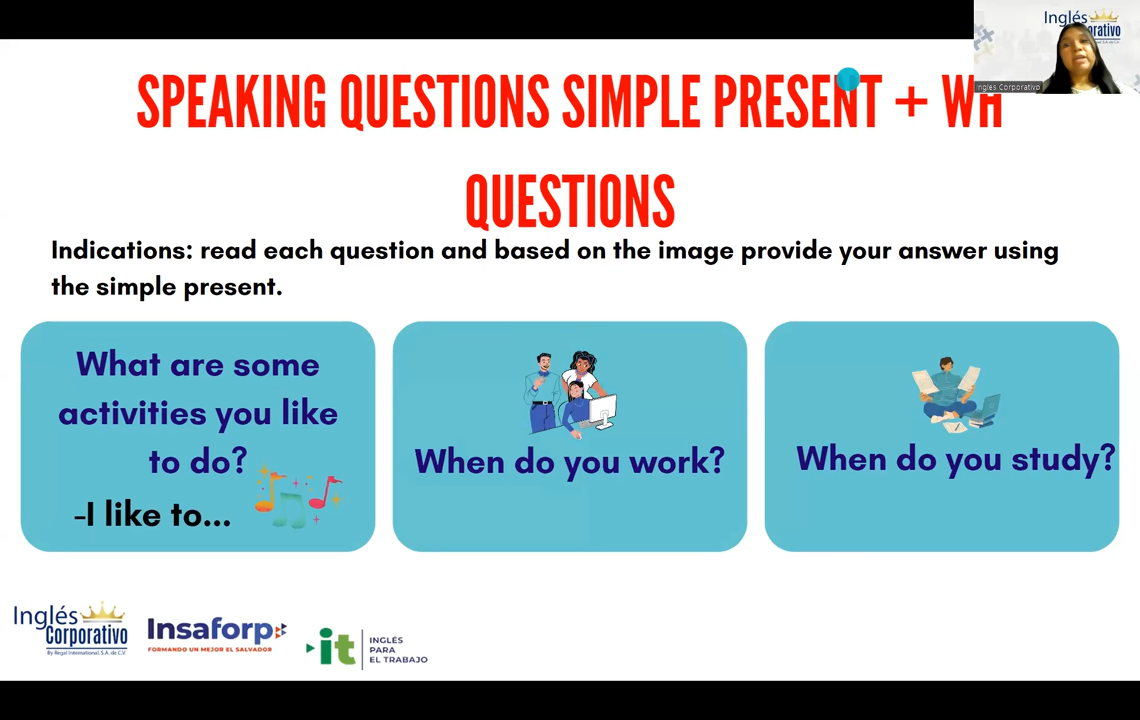 SPEAKING QUESTIONS SIMPLE PRESENT + WH
QUESTIONS
Indications: read each question and based on the image provide your answer using
the simple present.
What are some
activities you like
to do?
-I like to...
When do you work?
When do you study?
Inglés
Corporativo
By Regal International, S.A. de C.V.
Insaforp
FORMANDO UN MEJOR EL SALVADOR
it
INGLÉS
PARA
EL TRABAJO
Inglés
Ingles Corporativo